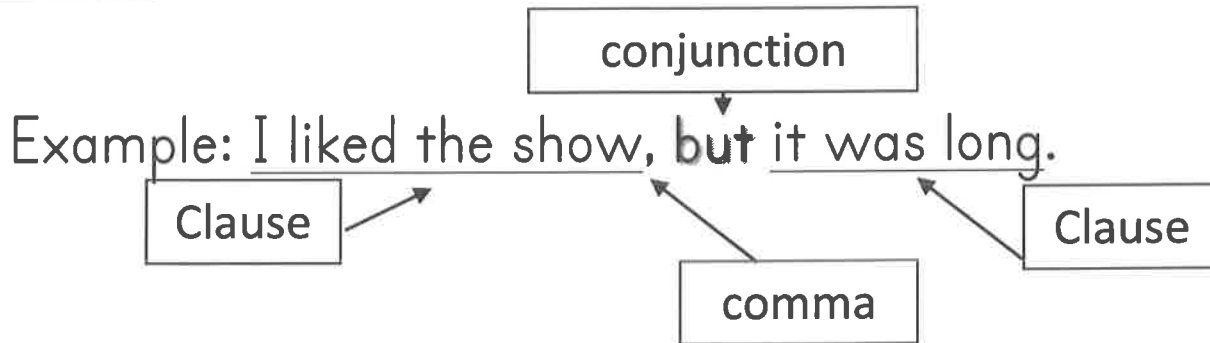 conjunction
Example: I liked the show, but it was long.
Clause
Clause
comma